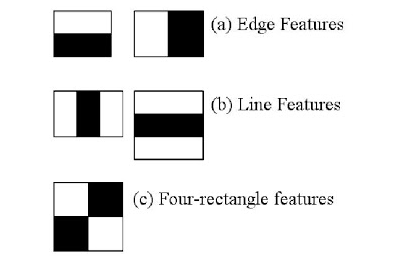 (a) Edge Features
(b) Line Features
(c) Four-rectangle features